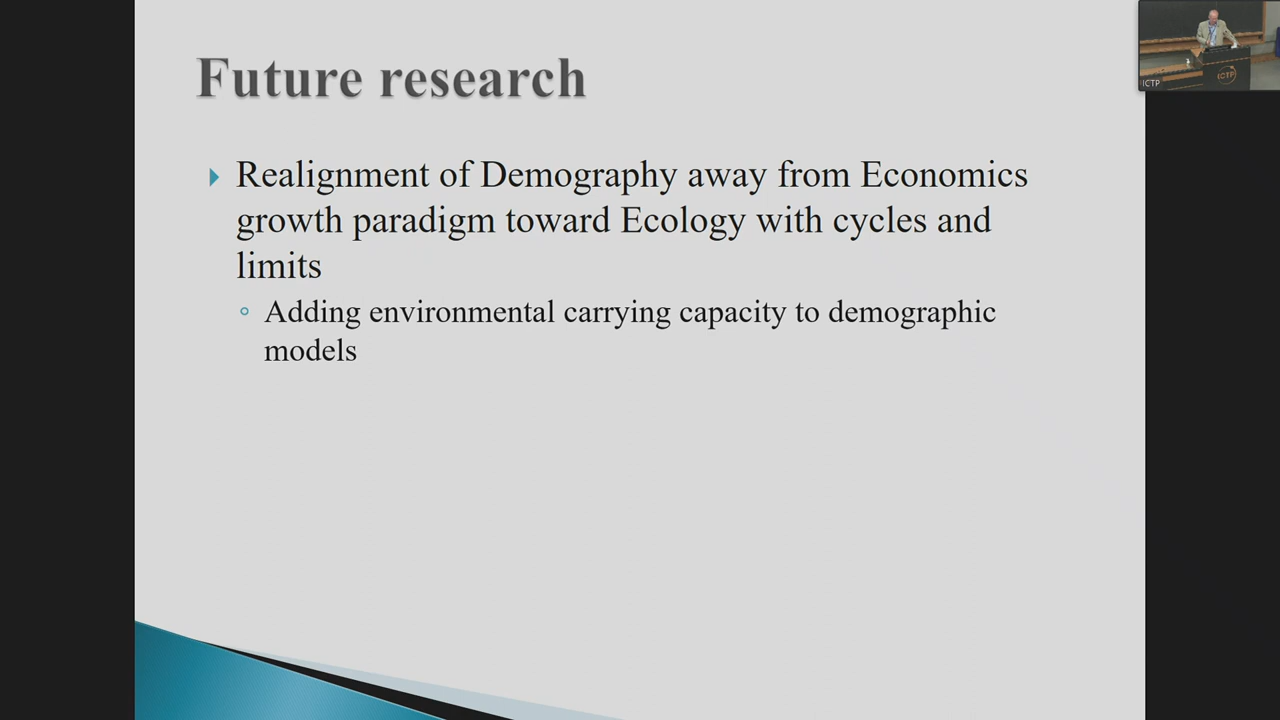 Future research
Realignment of Demography away from Economics
growth paradigm toward Ecology with cycles and
limits
Adding environmental carrying capacity to demographic
models
ICTP
ICTP